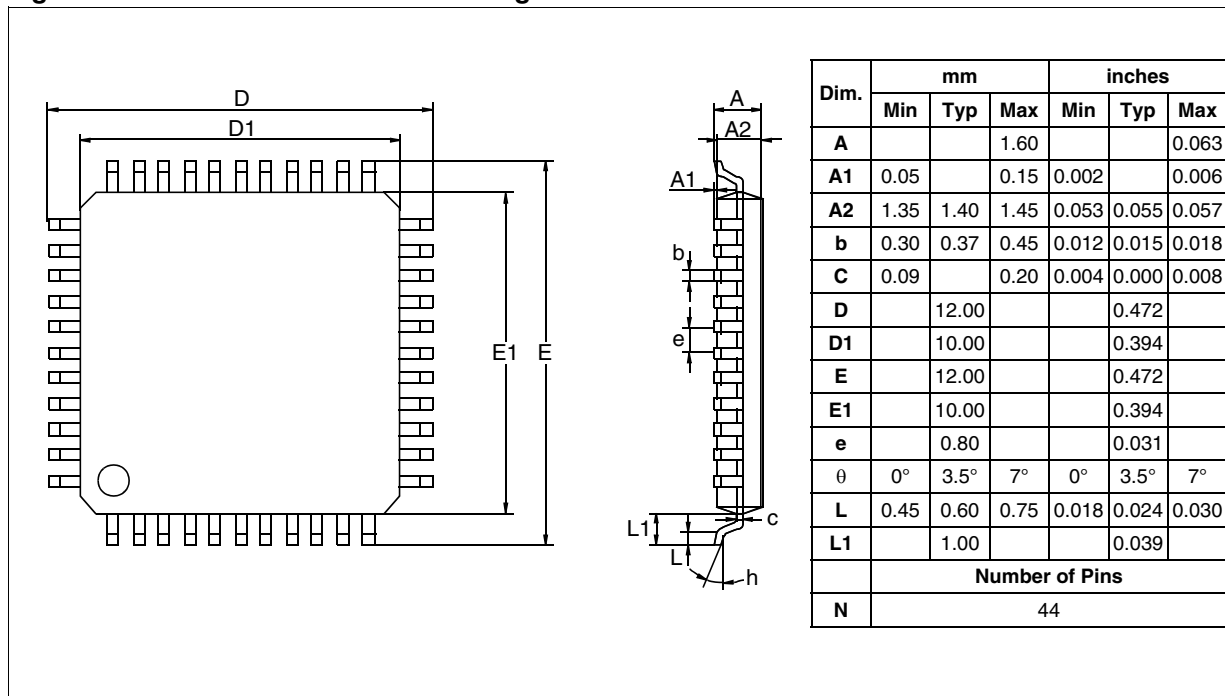 D
D1
A
A2
A1
b
e
E1 E
c
L1
L
h
Dim. mm inches
Min Typ Max Min Typ Max
A 1.60 0.063
A1 0.05 0.15 0.002 0.006
A2 1.35 1.40 1.45 0.053 0.055 0.057
b 0.30 0.37 0.45 0.012 0.015 0.018
C 0.09 0.20 0.004 0.000 0.008
D 12.00 0.472
D1 10.00 0.394
E 12.00 0.472
E1 10.00 0.394
e 0.80 0.031
θ 0° 3.5° 7° 0° 3.5° 7°
L 0.45 0.60 0.75 0.018 0.024 0.030
L1 1.00 0.039
Number of Pins
N 44